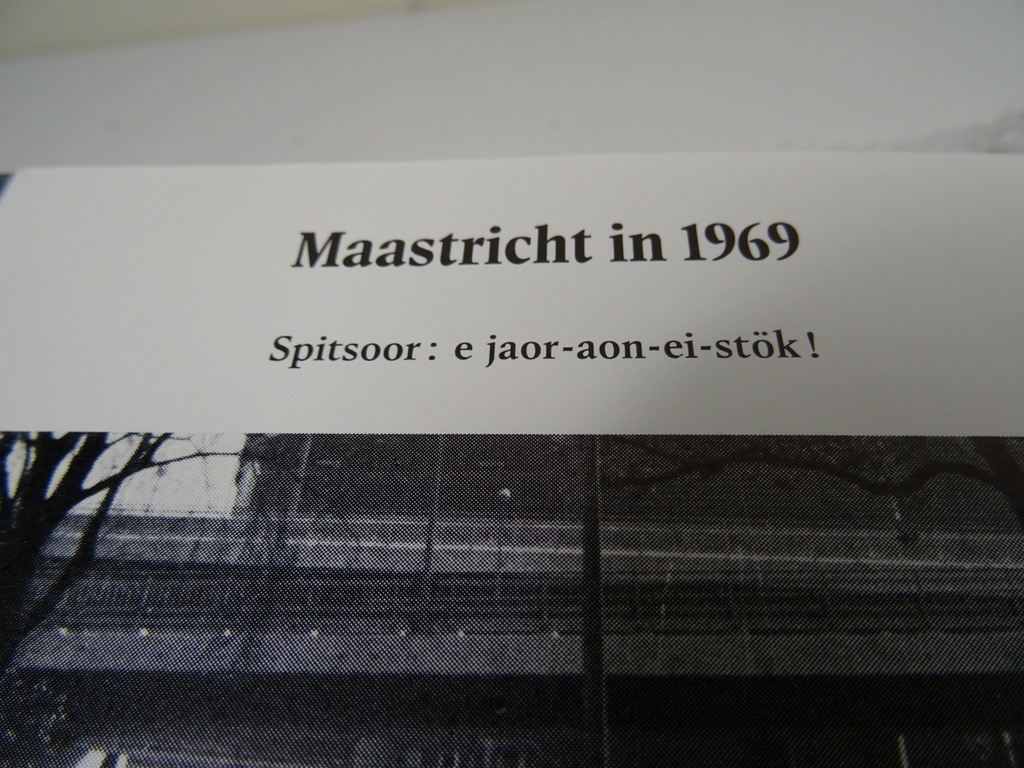 Maastricht in 1969
Spitsoor: e jaor-aon-ei-stök!